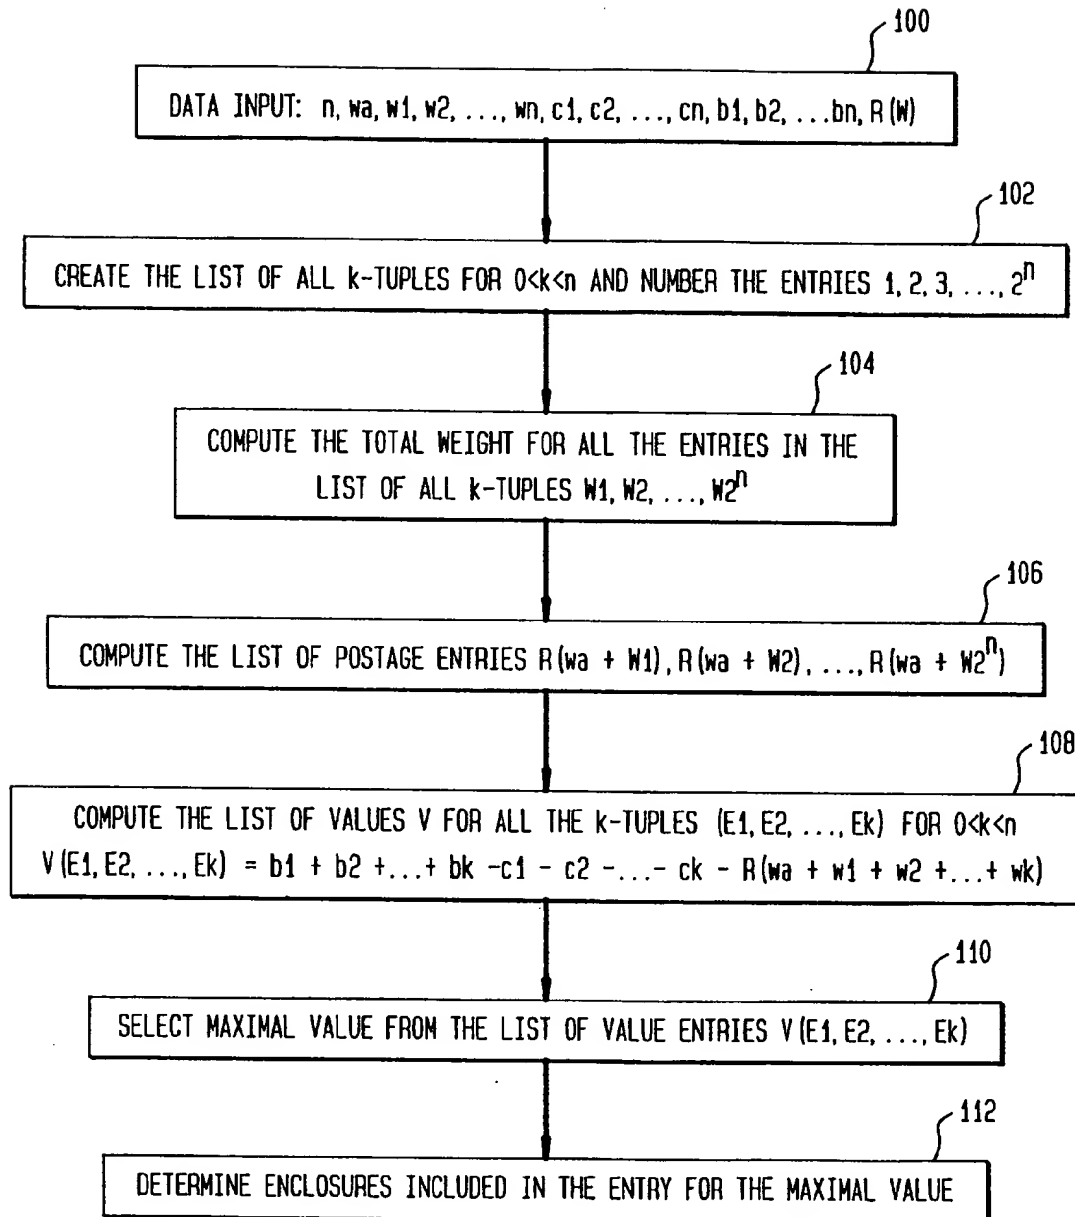 100
DATA INPUT: n, wa, w1, w2, ..., wn, c1, c2, ..., cn, b1, b2, ...bn, R(W)
102
CREATE THE LIST OF ALL k-TUPLES FOR 0<k<n AND NUMBER THE ENTRIES 1, 2, 3, ..., 2^n
104
COMPUTE THE TOTAL WEIGHT FOR ALL THE ENTRIES IN THE
LIST OF ALL k-TUPLES W1, W2, ..., W2^n
106
COMPUTE THE LIST OF POSTAGE ENTRIES R(wa + W1), R(wa + W2), ..., R(wa + W2^n)
108
COMPUTE THE LIST OF VALUES V FOR ALL THE k-TUPLES (E1, E2, ..., Ek) FOR 0<k<n
V(E1, E2, ..., Ek) = b1 + b2 +...+ bk -c1 - c2 -...- ck - R(wa + w1 + w2 +...+ wk)
110
SELECT MAXIMAL VALUE FROM THE LIST OF VALUE ENTRIES V(E1, E2, ..., Ek)
112
DETERMINE ENCLOSURES INCLUDED IN THE ENTRY FOR THE MAXIMAL VALUE